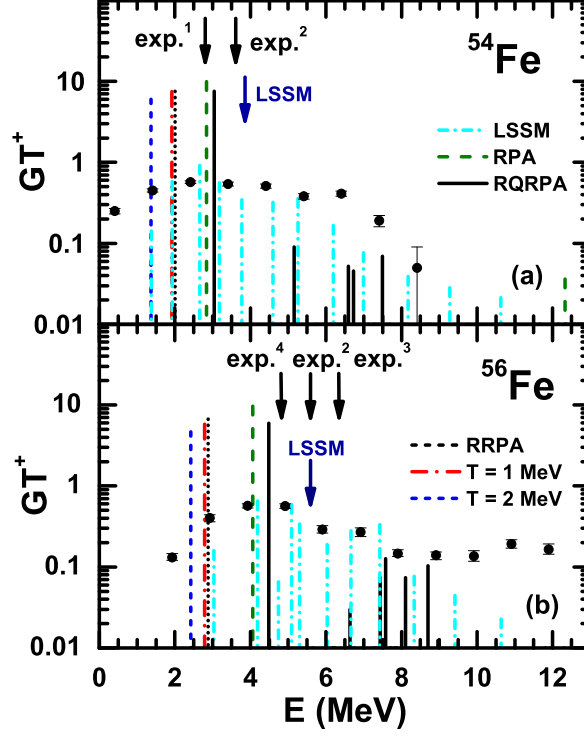 exp.¹ exp.²
⁵⁴Fe
LSSM
LSSM
RPA
RQRPA
GT⁺
10
1
0.1
0.01
(a)
exp.⁴ exp.² exp.³
⁵⁶Fe
LSSM
RRPA
T = 1 MeV
T = 2 MeV
GT⁺
10
1
0.1
0.01
(b)
0 2 4 6 8 10 12
E (MeV)